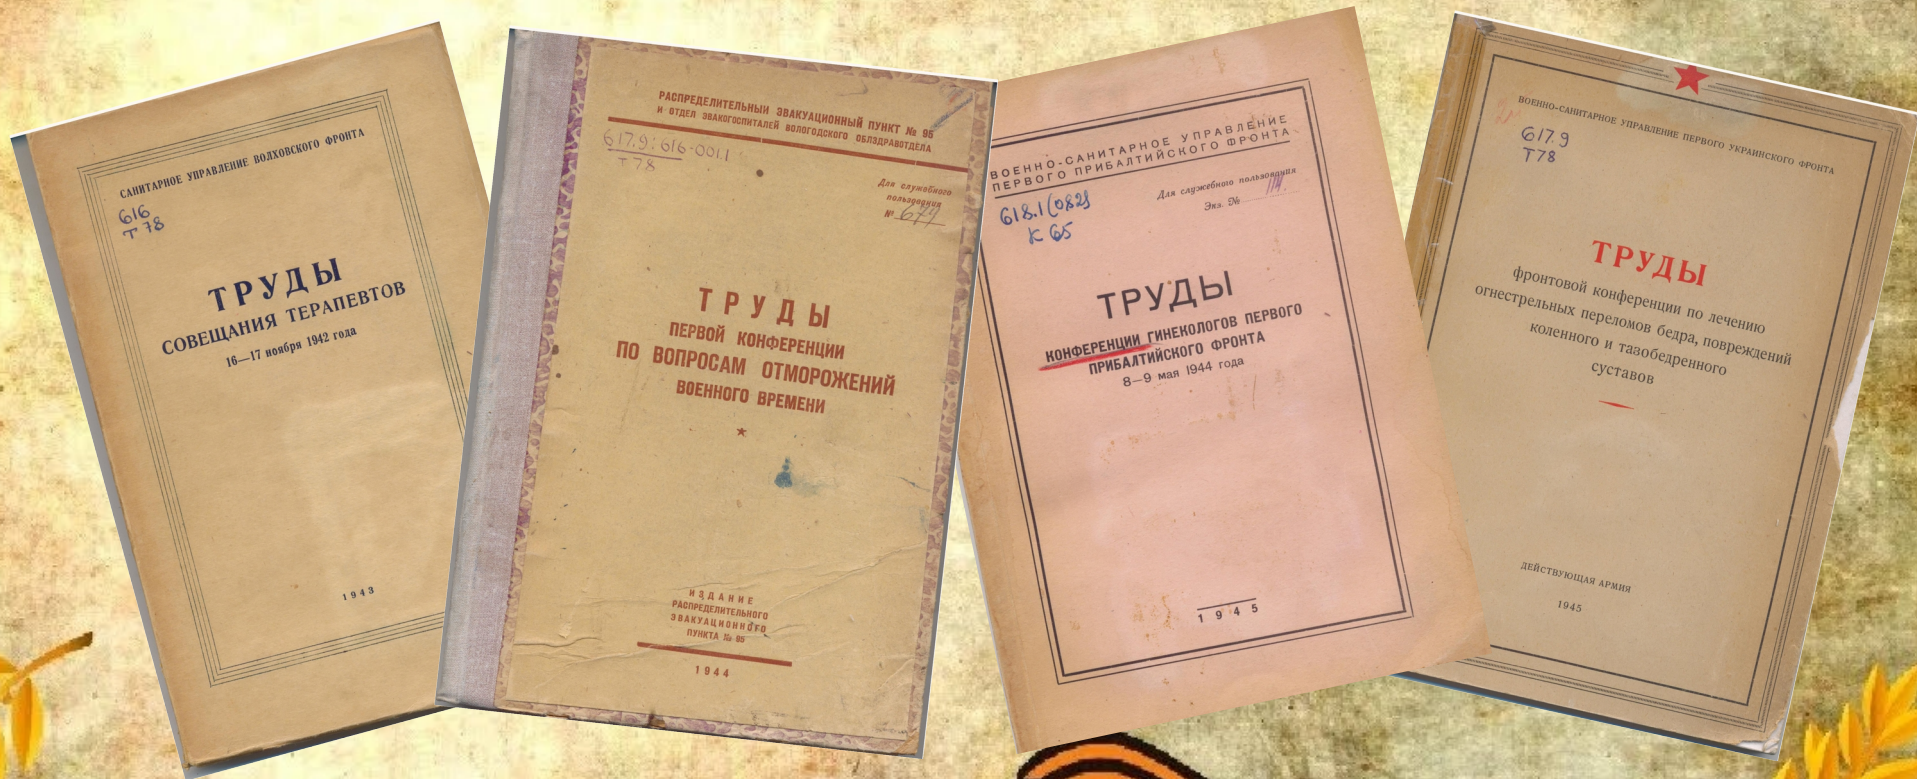 САНИТАРНОЕ УПРАВЛЕНИЕ ВОЛХОВСКОГО ФРОНТА
616
Т 78
ТРУДЫ
СОВЕЩАНИЯ ТЕРАПЕВТОВ
16—17 ноября 1942 года
1943
РАСПРЕДЕЛИТЕЛЬНЫЙ ЭВАКУАЦИОННЫЙ ПУНКТ № 95
И ОТДЕЛ ЭВАКОГОСПИТАЛЕЙ ВОЛОГОДСКОГО ОБЛЗДРАВОТДЕЛА
617.9:616-001.1
Т 78
Для служебного
пользования
№
ТРУДЫ
ПЕРВОЙ КОНФЕРЕНЦИИ
ПО ВОПРОСАМ ОТМОРОЖЕНИЙ
ВОЕННОГО ВРЕМЕНИ
ИЗДАНИЕ
РАСПРЕДЕЛИТЕЛЬНОГО
ЭВАКУАЦИОННОГО
ПУНКТА № 95
1944
ВОЕННО-САНИТАРНОЕ УПРАВЛЕНИЕ
ПЕРВОГО ПРИБАЛТИЙСКОГО ФРОНТА
618.1(082)
К 65
Для служебного пользования
Экз. №
ТРУДЫ
КОНФЕРЕНЦИИ ГИНЕКОЛОГОВ ПЕРВОГО
ПРИБАЛТИЙСКОГО ФРОНТА
8—9 мая 1944 года
1945
ВОЕННО-САНИТАРНОЕ УПРАВЛЕНИЕ ПЕРВОГО УКРАИНСКОГО ФРОНТА
617.9
Т78
ТРУДЫ
фронтовой конференции по лечению
огнестрельных переломов бедра, повреждений
коленного и тазобедренного
суставов
ДЕЙСТВУЮЩАЯ АРМИЯ
1945